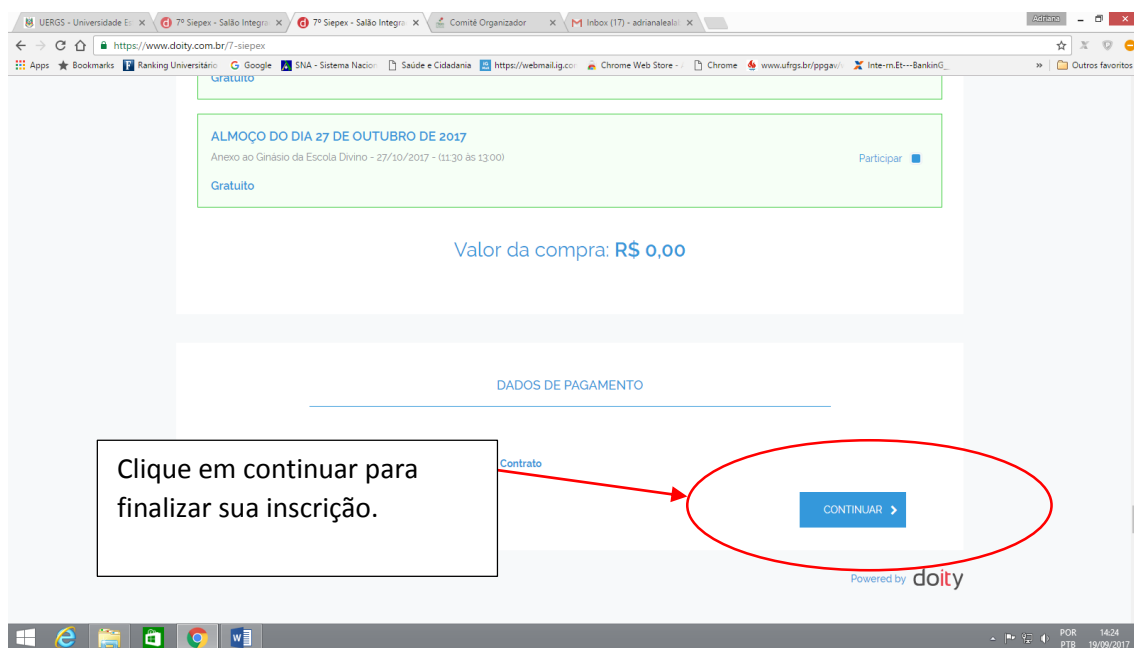 Adriana
UERGS - Universidade Es
7º Siepex - Salão Integra
7º Siepex - Salão Integra
Comitê Organizador
Inbox (17) - adrianaleala
https://www.doity.com.br/7-siepex
Apps
Bookmarks
Ranking Universitário
Google
SNA - Sistema Nacion
Saúde e Cidadania
https://webmail.ig.co
Chrome Web Store -
Chrome
www.ufrgs.br/ppgav/
Inte-rn.Et---BankinG_
»
Outros favoritos
Gratuito
ALMOÇO DO DIA 27 DE OUTUBRO DE 2017
Anexo ao Ginásio da Escola Divino - 27/10/2017 - (11:30 às 13:00)
Participar
Gratuito
Valor da compra: R$ 0,00
DADOS DE PAGAMENTO
Contrato
Clique em continuar para
finalizar sua inscrição.
CONTINUAR
Powered by doity
POR 14:24
PTB 19/09/2017